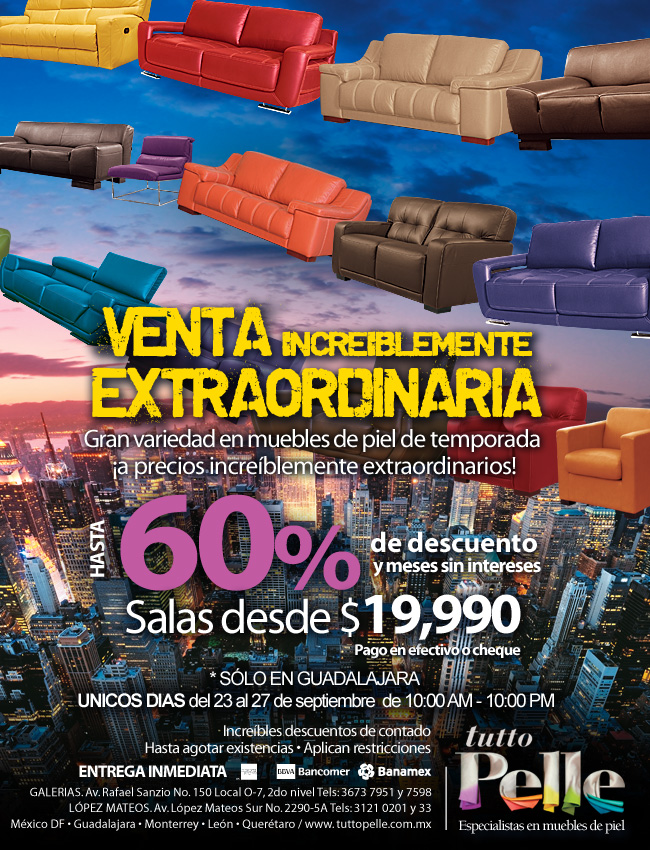 VENTA INCREIBLEMENTE
EXTRAORDINARIA
Gran variedad en muebles de piel de temporada
¡a precios increíblemente extraordinarios!
HASTA
60% de descuento
y meses sin intereses
Salas desde $19,990
Pago en efectivo o cheque
* SÓLO EN GUADALAJARA
UNICOS DIAS del 23 al 27 de septiembre de 10:00 AM - 10:00 PM
Increíbles descuentos de contado
Hasta agotar existencias • Aplican restricciones
ENTREGA INMEDIATA BBVA Bancomer Banamex
GALERIAS. Av. Rafael Sanzio No. 150 Local O-7, 2do nivel Tels: 3673 7951 y 7598
LÓPEZ MATEOS. Av. López Mateos Sur No. 2290-5A Tels: 3121 0201 y 33
México DF • Guadalajara • Monterrey • León • Querétaro / www.tuttopelle.com.mx
tutto
Pelle
Especialistas en muebles de piel